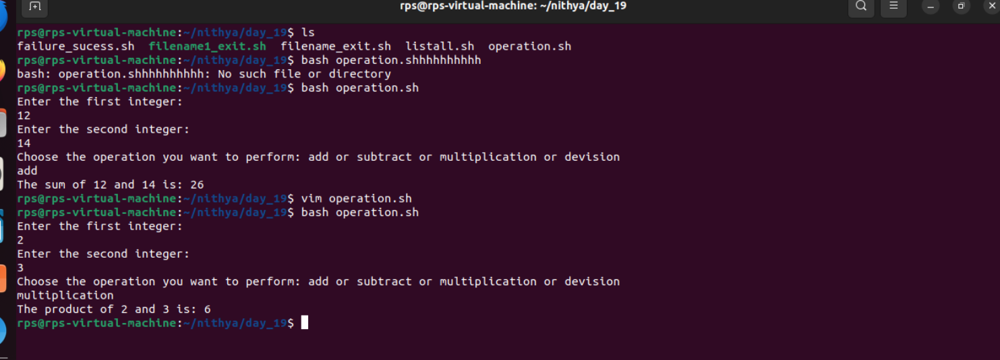 rps@rps-virtual-machine: ~/nithya/day_19
rps@rps-virtual-machine:~/nithya/day_19$ ls
failure_sucess.sh  filename1_exit.sh  filename_exit.sh  listall.sh  operation.sh
rps@rps-virtual-machine:~/nithya/day_19$ bash operation.shhhhhhhhhh
bash: operation.shhhhhhhhhh: No such file or directory
rps@rps-virtual-machine:~/nithya/day_19$ bash operation.sh
Enter the first integer:
12
Enter the second integer:
14
Choose the operation you want to perform: add or subtract or multiplication or devision
add
The sum of 12 and 14 is: 26
rps@rps-virtual-machine:~/nithya/day_19$ vim operation.sh
rps@rps-virtual-machine:~/nithya/day_19$ bash operation.sh
Enter the first integer:
2
Enter the second integer:
3
Choose the operation you want to perform: add or subtract or multiplication or devision
multiplication
The product of 2 and 3 is: 6
rps@rps-virtual-machine:~/nithya/day_19$